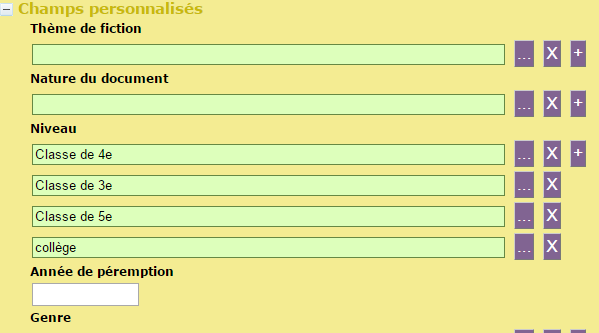 Champs personnalisés
Thème de fiction
... X +
Nature du document
... X +
Niveau
Classe de 4e ... X +
Classe de 3e ... X
Classe de 5e ... X
collège ... X
Année de péremption
Genre